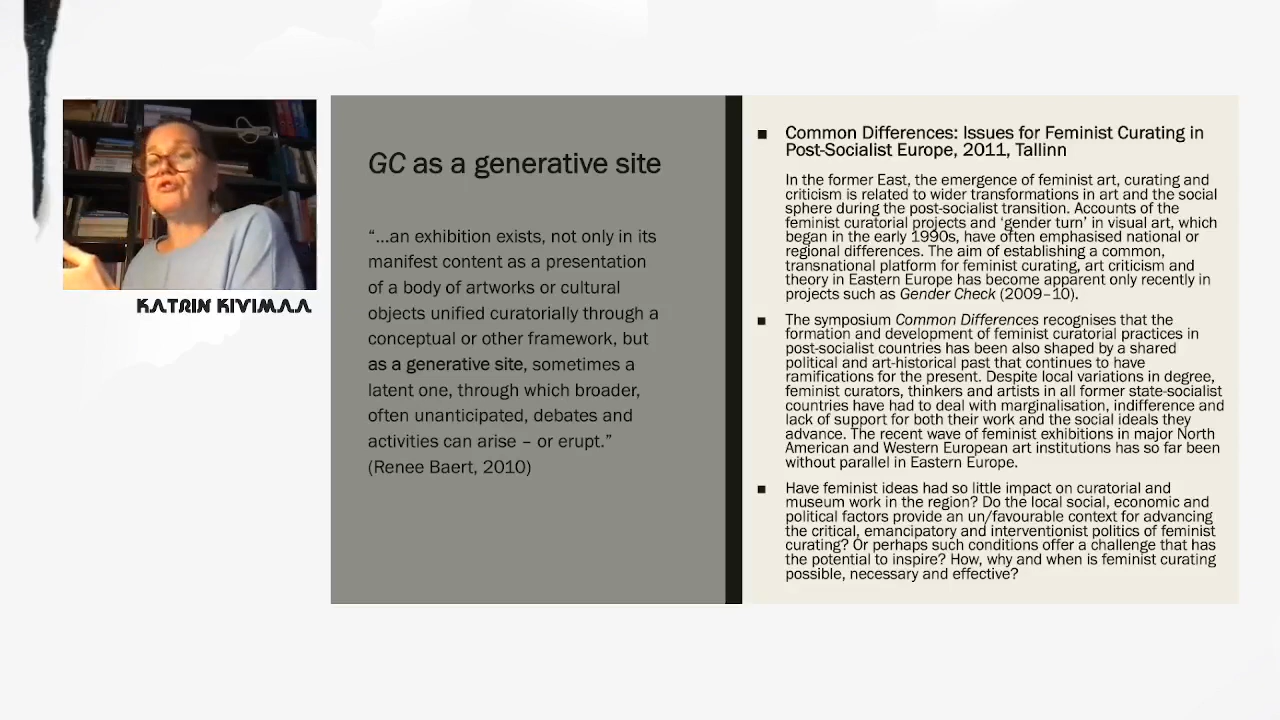 KATRIN KIVIMAA
GC as a generative site
“...an exhibition exists, not only in its
manifest content as a presentation
of a body of artworks or cultural
objects unified curatorially through a
conceptual or other framework, but
as a generative site, sometimes a
latent one, through which broader,
often unanticipated, debates and
activities can arise – or erupt.”
(Renee Baert, 2010)
■ Common Differences: Issues for Feminist Curating in
Post-Socialist Europe, 2011, Tallinn
In the former East, the emergence of feminist art, curating and
criticism is related to wider transformations in art and the social
sphere during the post-socialist transition. Accounts of the
feminist curatorial projects and ‘gender turn’ in visual art, which
began in the early 1990s, have often emphasised national or
regional differences. The aim of establishing a common,
transnational platform for feminist curating, art criticism and
theory in Eastern Europe has become apparent only recently in
projects such as Gender Check (2009–10).
■ The symposium Common Differences recognises that the
formation and development of feminist curatorial practices in
post-socialist countries has been also shaped by a shared
political and art-historical past that continues to have
ramifications for the present. Despite local variations in degree,
feminist curators, thinkers and artists in all former state-socialist
countries have had to deal with marginalisation, indifference and
lack of support for both their work and the social ideals they
advance. The recent wave of feminist exhibitions in major North
American and Western European art institutions has so far been
without parallel in Eastern Europe.
■ Have feminist ideas had so little impact on curatorial and
museum work in the region? Do the local social, economic and
political factors provide an un/favourable context for advancing
the critical, emancipatory and interventionist politics of feminist
curating? Or perhaps such conditions offer a challenge that has
the potential to inspire? How, why and when is feminist curating
possible, necessary and effective?